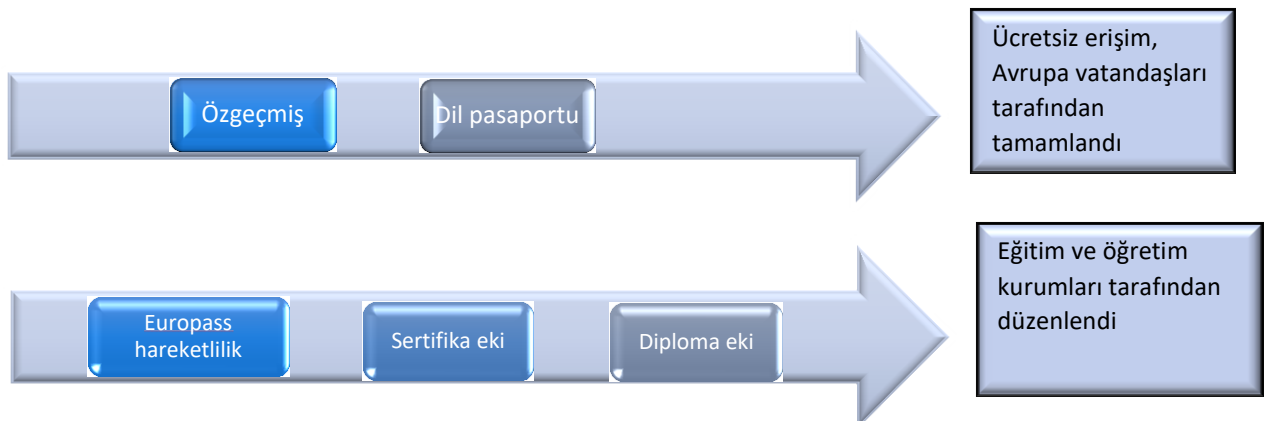 Özgeçmiş
Dil pasaportu
Ücretsiz erişim,
Avrupa vatandaşları
tarafından
tamamlandı
Europass
hareketlilik
Sertifika eki
Diploma eki
Eğitim ve öğretim
kurumları tarafından
düzenlendi